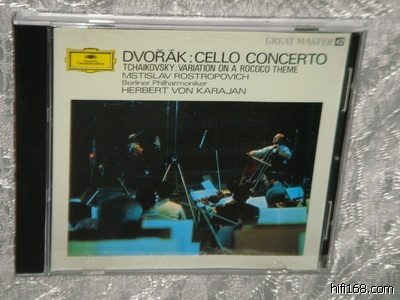 GREAT MASTER 42
DVOŘÁK : CELLO CONCERTO
TCHAIKOVSKY: VARIATION ON A ROCOCO THEME
MSTISLAV ROSTROPOVICH
Berliner Philharmoniker
HERBERT VON KARAJAN
hifi168.com